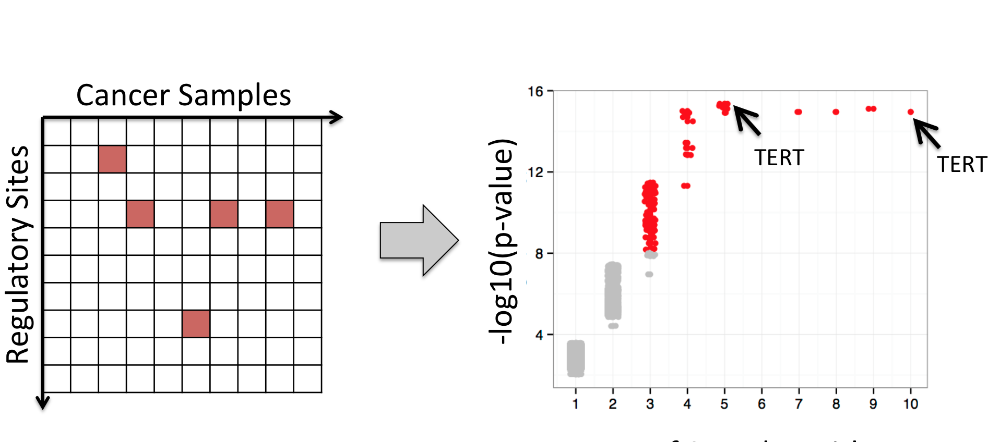 Cancer Samples
Regulatory Sites
-log10(p-value)
16
12
8
4
TERT
TERT
1 2 3 4 5 6 7 8 9 10